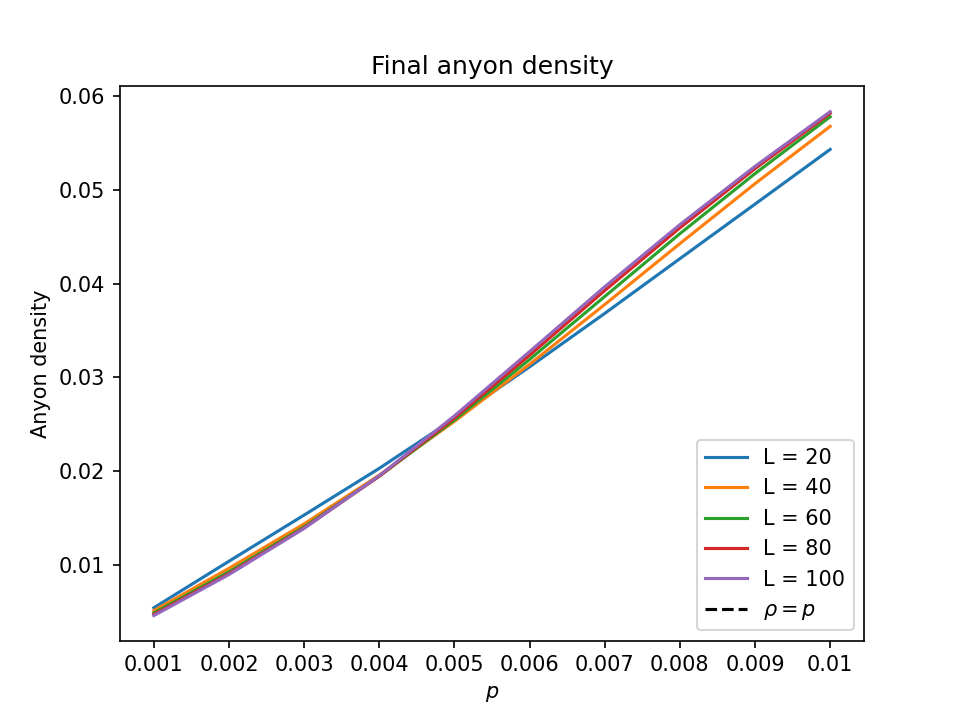 Final anyon density
Anyon density
0.06
0.05
0.04
0.03
0.02
0.01
0.001 0.002 0.003 0.004 0.005 0.006 0.007 0.008 0.009 0.01
p
L = 20
L = 40
L = 60
L = 80
L = 100
ρ = p